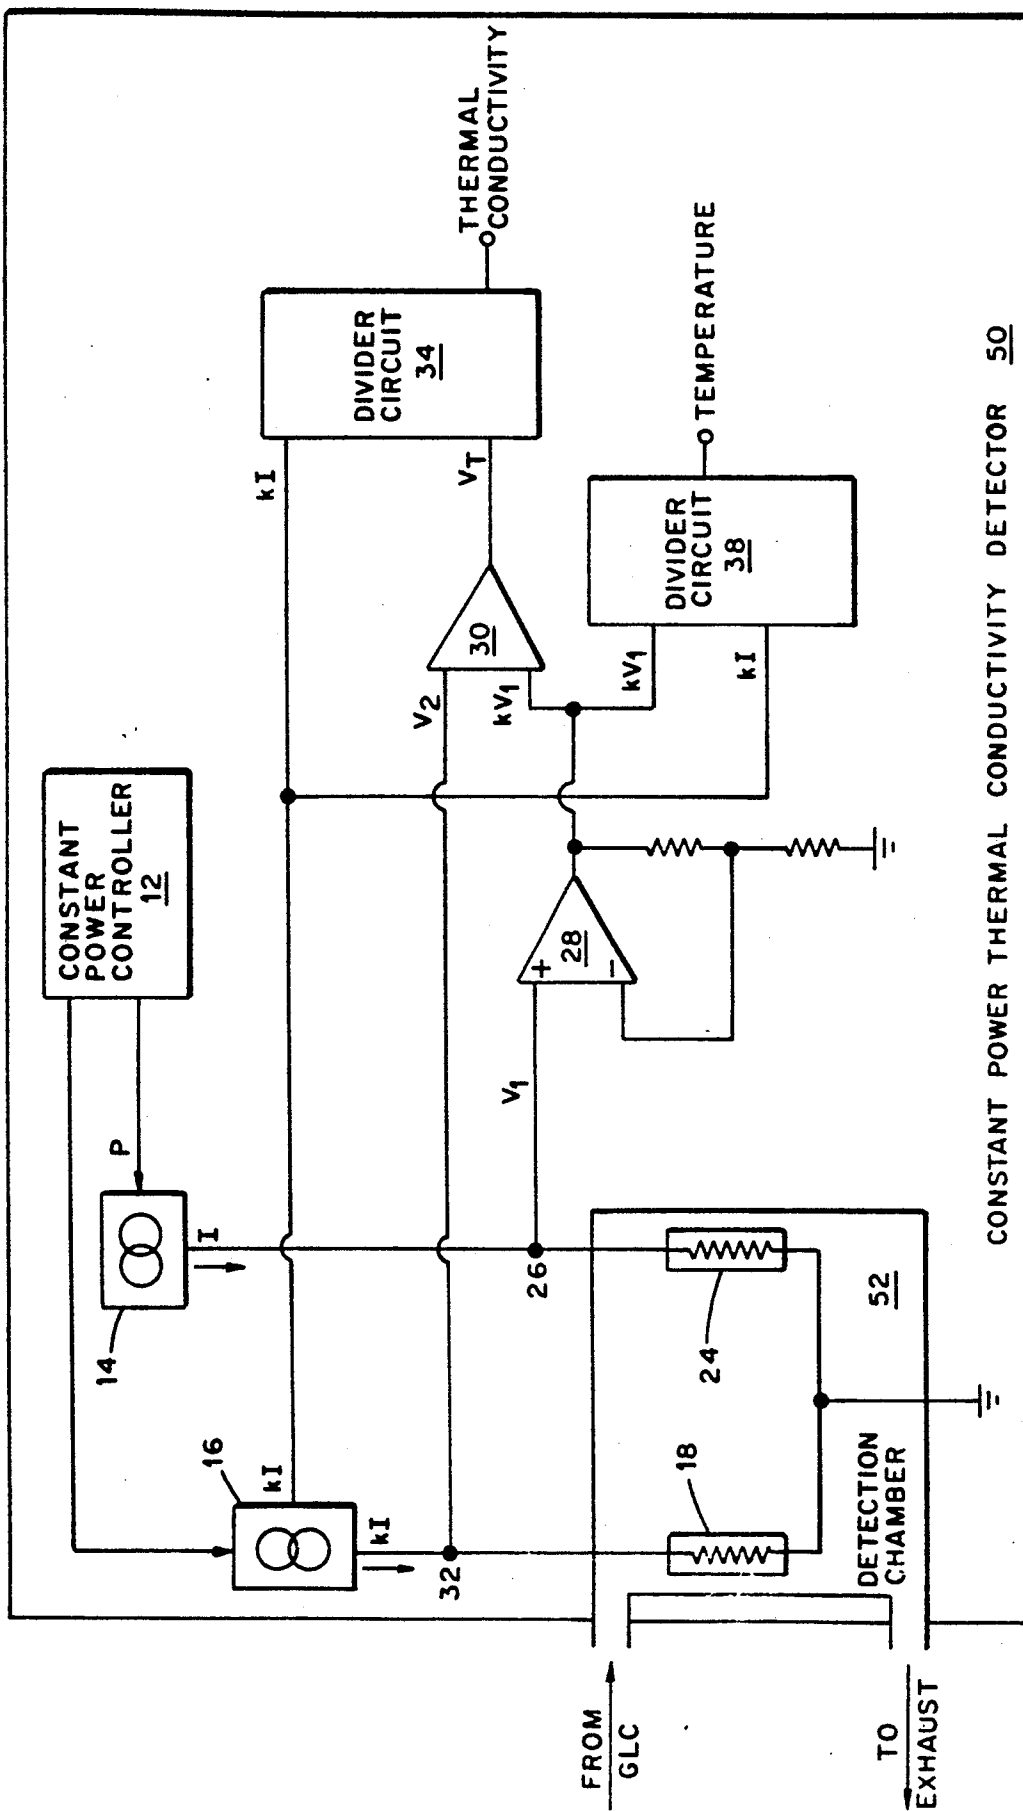 CONSTANT
POWER
CONTROLLER
12
P
14
I
16
kI
kI
kI
DIVIDER
CIRCUIT
34
THERMAL
CONDUCTIVITY
VT
30
V2
kV1
32
26
V1
+
-
28
kV1
kI
DIVIDER
CIRCUIT
38
TEMPERATURE
18
24
52
DETECTION
CHAMBER
FROM
GLC
TO
EXHAUST
CONSTANT POWER THERMAL CONDUCTIVITY DETECTOR 50